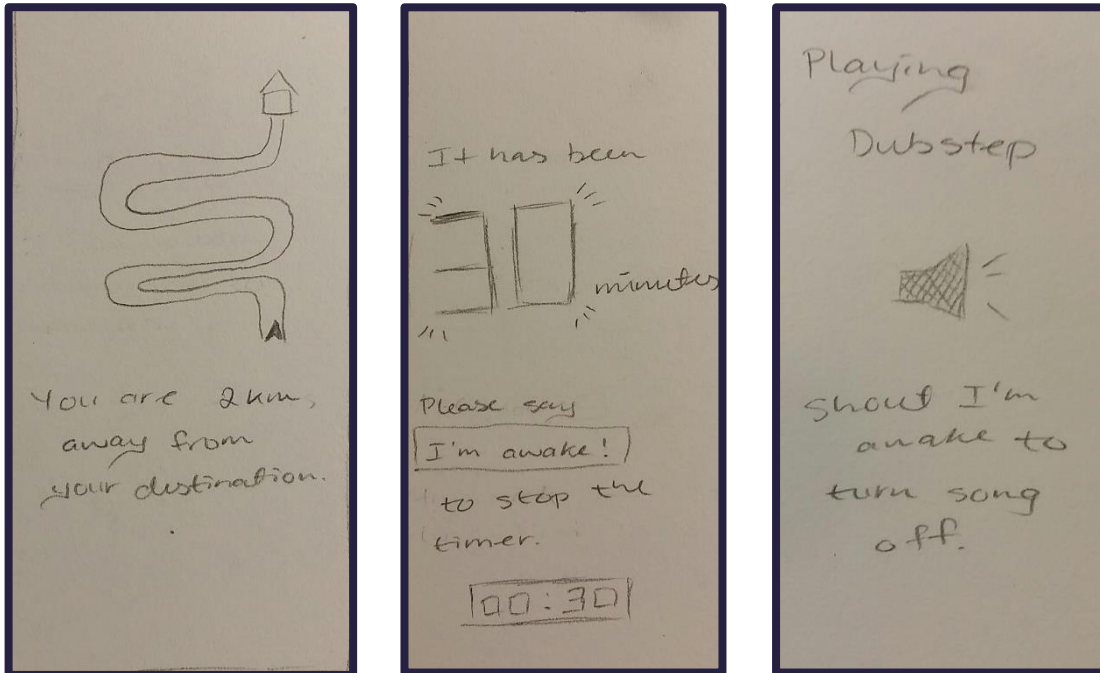 You are 2km,
away from
your destination.
It has been
30
minutes
Please say
I'm awake!
to stop the
timer.
00:30
Playing
Dubstep
shout I'm
awake to
turn song
off.